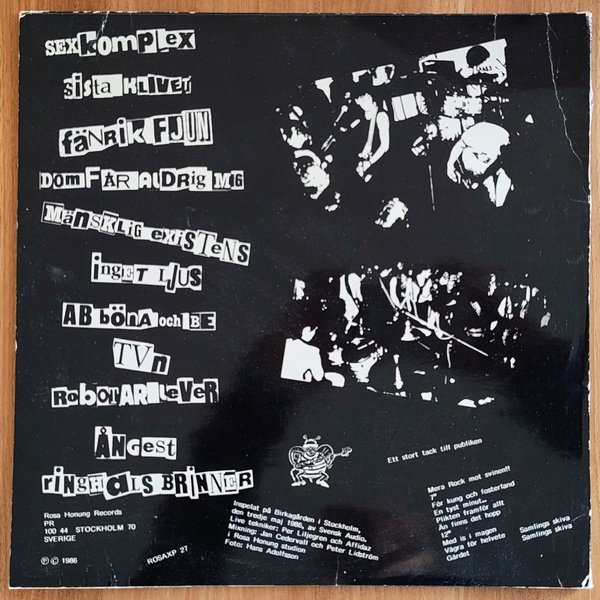 SEXKOMPLEX
SiSta KLIVET
fäNRiK FJUN
DOM FÅR ALDRiG MiG
MäNSKLiG exiSTeNS
iNGET LJUS
AB böna och BE
TVn
RoboTAR LeVER
ÅNGEST
RINGHALS BRINNER
Ett stort tack till publiken
Rosa Honung Records
PR
100 44 STOCKHOLM 70
SVERIGE
℗ © 1986
ROSAXP 27
Inspelat på Birkagården i Stockholm,
den tredje maj 1986, av Svensk Audio.
Live tekniker: Per Liljegren och Affidaz
Mixning: Jan Cedervall och Peter Lidström
i Rosa Honung studion
Foto: Hans Adolfsson
Mera Rock mot svinen!!
7"
För kung och fosterland
En tyst minut...
Plikten framför allt
Än finns det hopp
12"
Med is i magen Samlings skiva
Vägra för helvete Samlings skiva
Gärdet